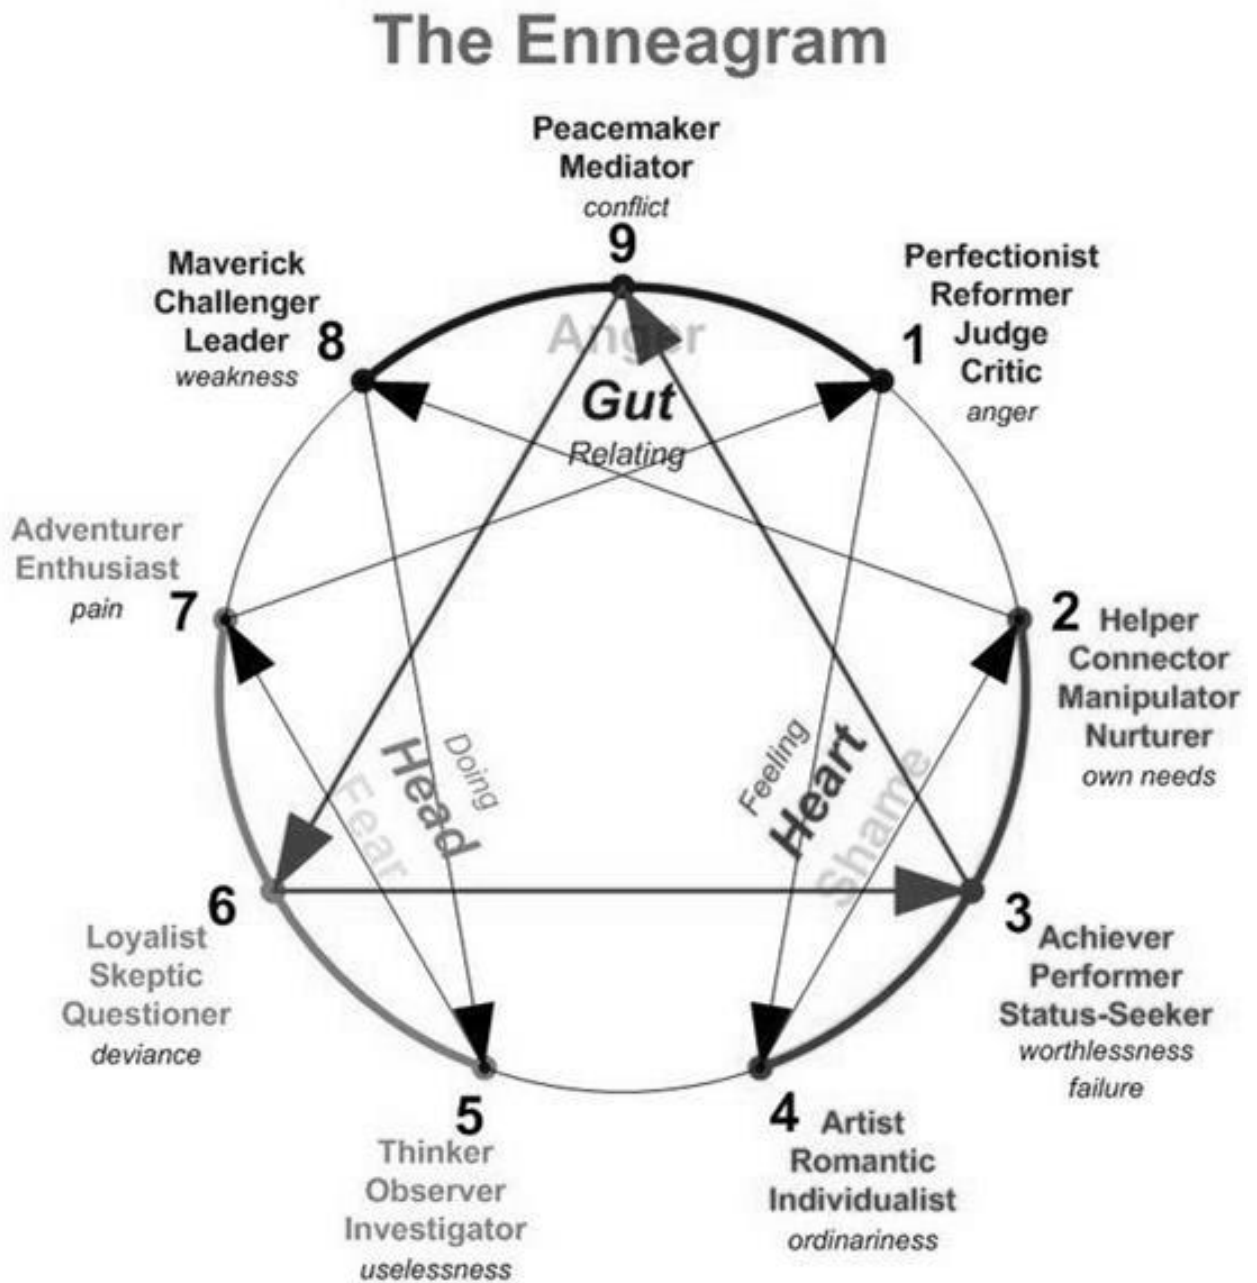 The Enneagram
Peacemaker
Mediator
conflict
9
Maverick
Challenger
Leader
weakness
8
Perfectionist
Reformer
Judge
Critic
anger
1
Anger
Gut
Relating
Adventurer
Enthusiast
pain
7
2
Helper
Connector
Manipulator
Nurturer
own needs
Doing
Head
Fear
Feeling
Heart
Shame
6
Loyalist
Skeptic
Questioner
deviance
3
Achiever
Performer
Status-Seeker
worthlessness
failure
5
Thinker
Observer
Investigator
uselessness
4
Artist
Romantic
Individualist
ordinariness